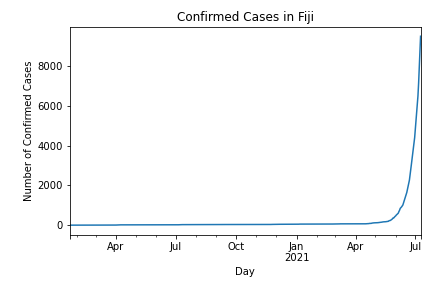 Confirmed Cases in Fiji
Number of Confirmed Cases
8000
6000
4000
2000
0
Apr Jul Oct Jan Apr Jul
2021
Day